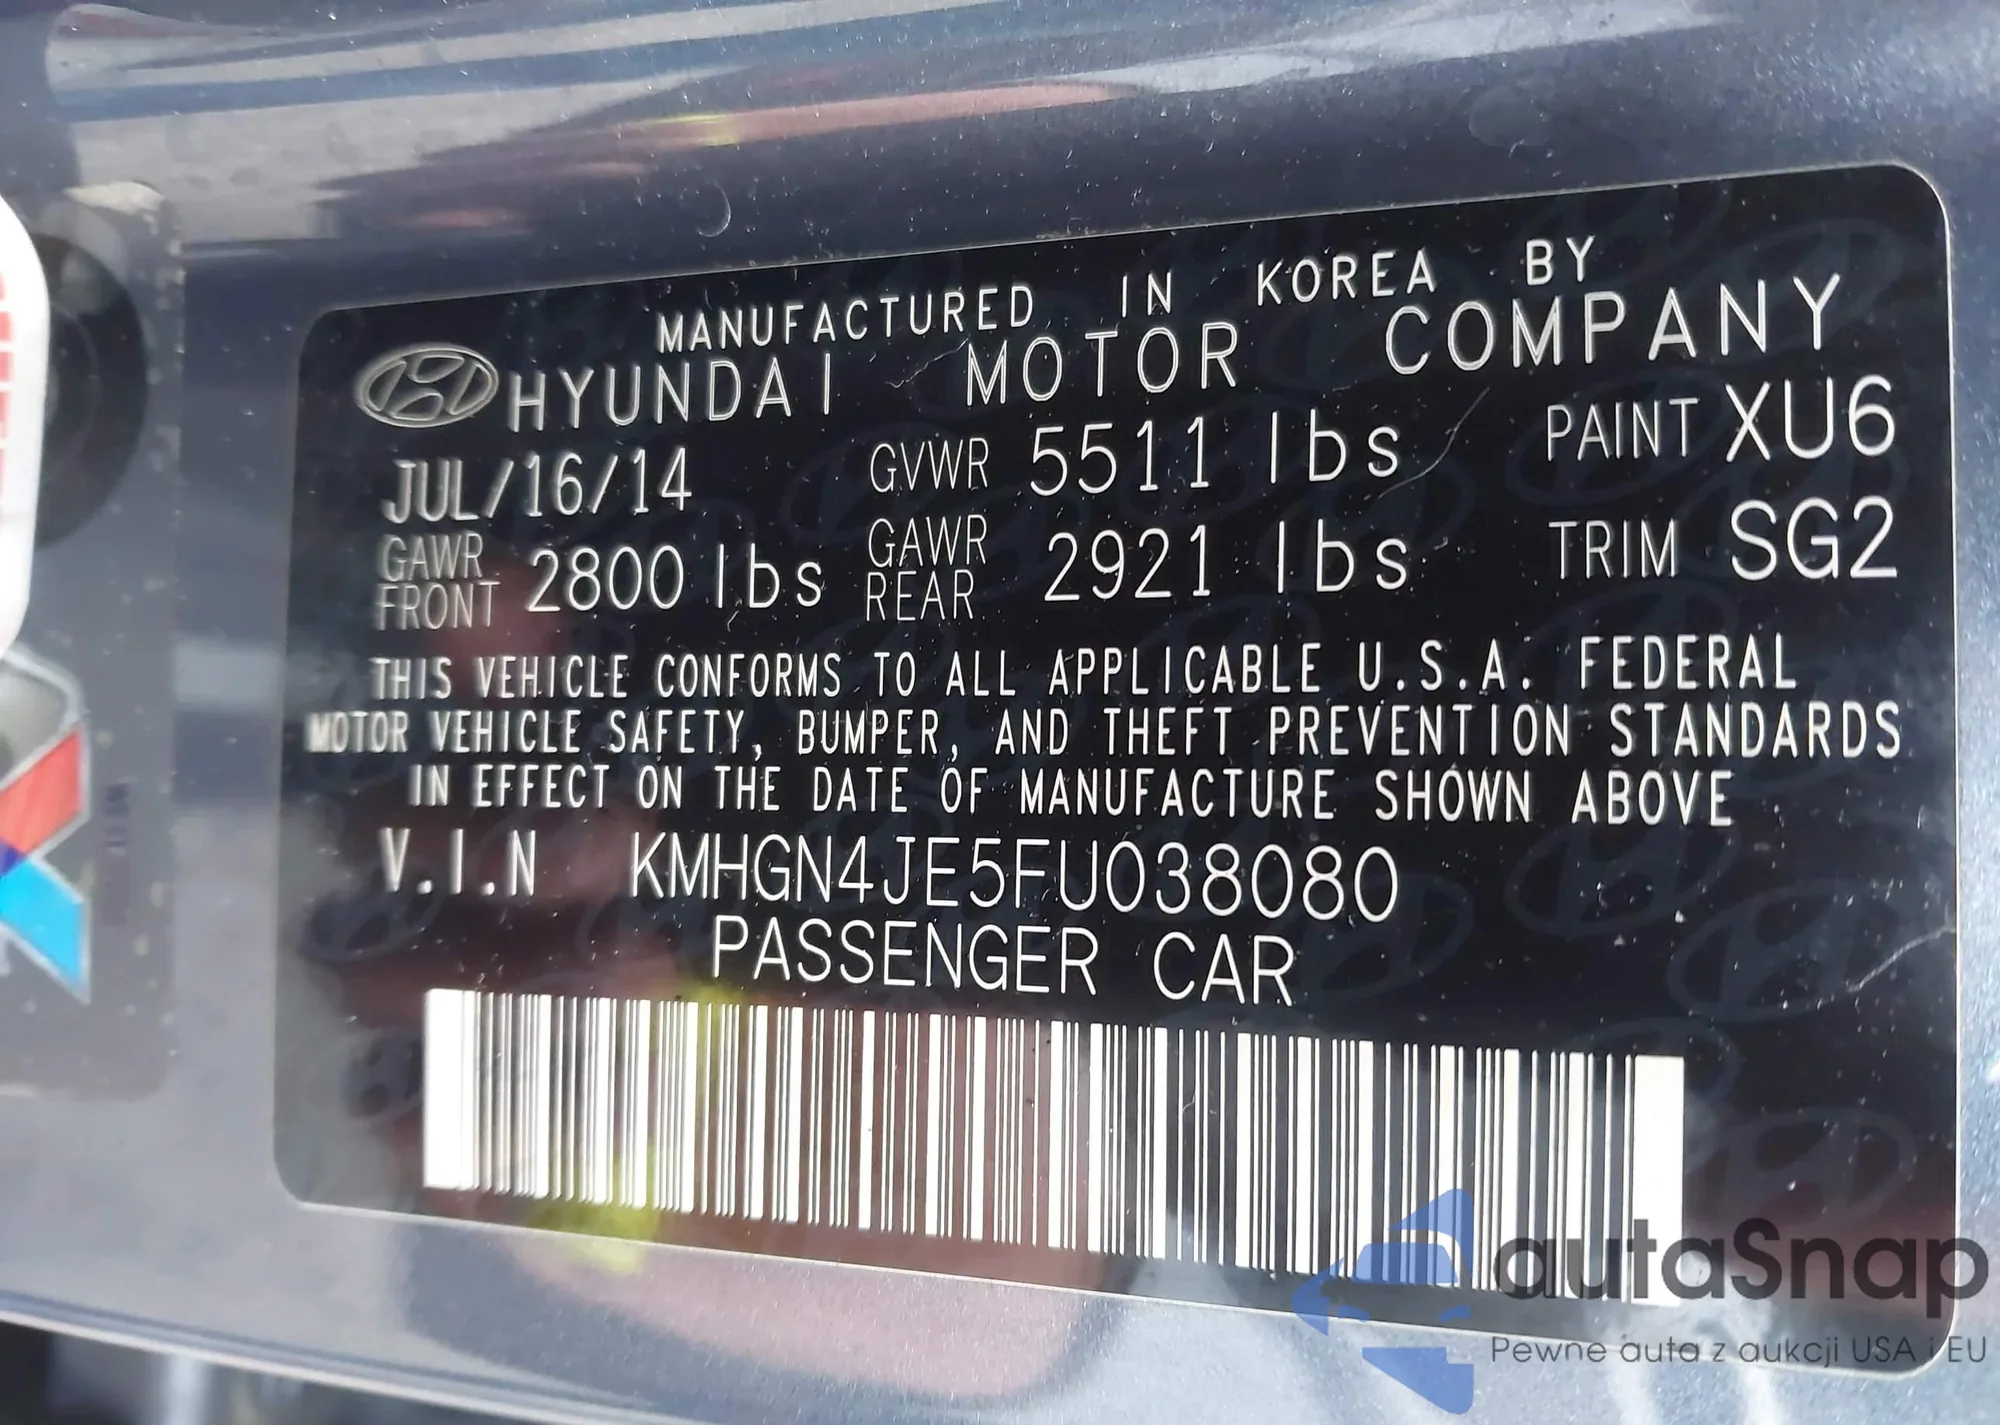 MANUFACTURED IN KOREA BY
HYUNDAI MOTOR COMPANY
JUL/16/14 GVWR 5511 lbs PAINT XU6
GAWR FRONT 2800 lbs GAWR REAR 2921 lbs TRIM SG2
THIS VEHICLE CONFORMS TO ALL APPLICABLE U.S.A. FEDERAL
MOTOR VEHICLE SAFETY, BUMPER, AND THEFT PREVENTION STANDARDS
IN EFFECT ON THE DATE OF MANUFACTURE SHOWN ABOVE
V.I.N KMHGN4JE5FU038080
PASSENGER CAR
autaSnap
Pewne auta z aukcji USA i EU